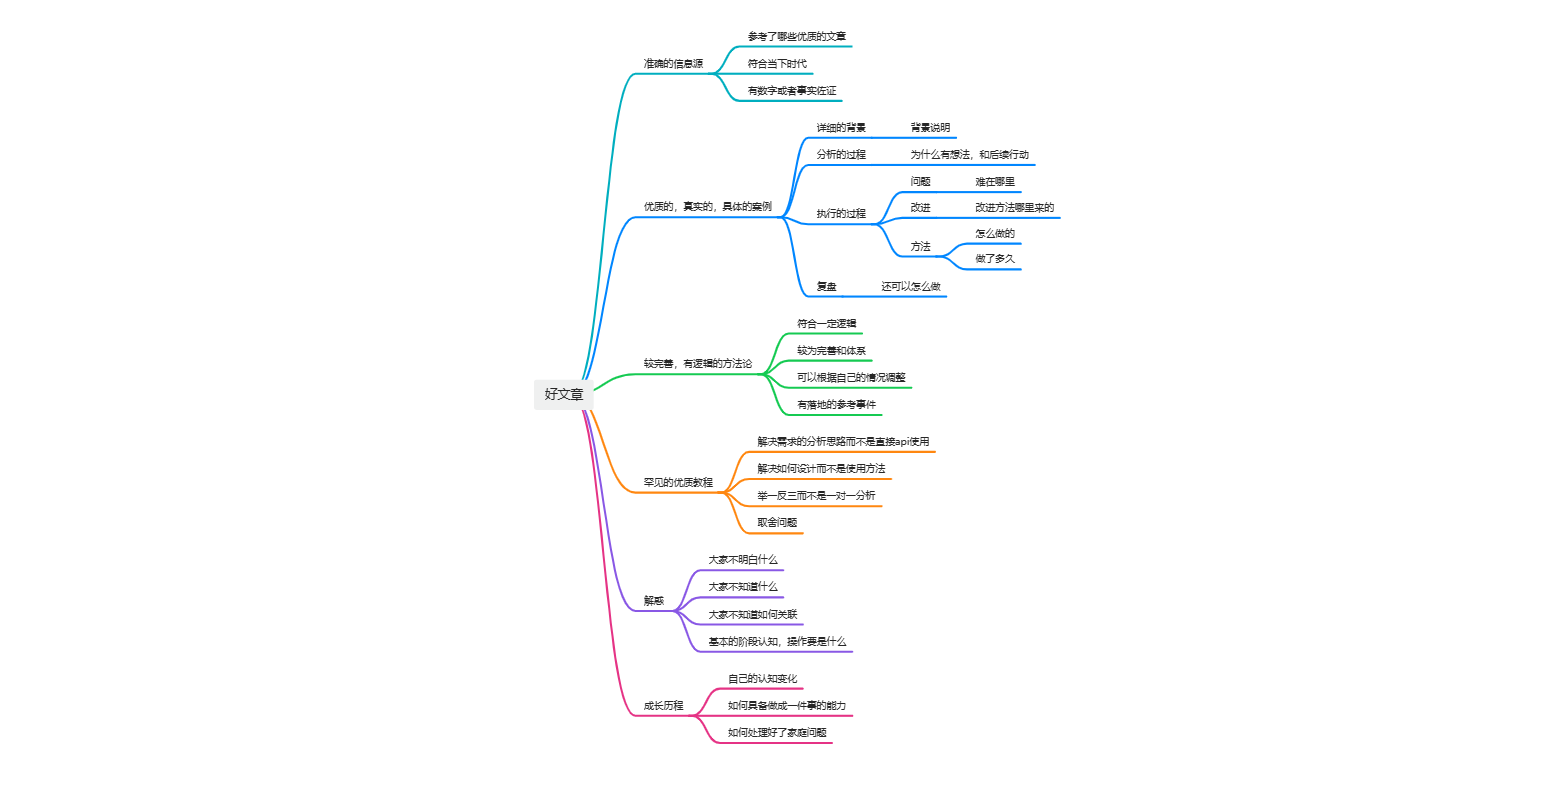 好文章
准确的信息源
参考了哪些优质的文章
符合当下时代
有数字或者事实佐证
优质的，真实的，具体的案例
详细的背景
背景说明
分析的过程
为什么有想法，和后续行动
执行的过程
问题
难在哪里
改进
改进方法哪里来的
方法
怎么做的
做了多久
复盘
还可以怎么做
较完善，有逻辑的方法论
符合一定逻辑
较为完善和体系
可以根据自己的情况调整
有落地的参考事件
罕见的优质教程
解决需求的分析思路而不是直接api使用
解决如何设计而不是使用方法
举一反三而不是一对一分析
取舍问题
解惑
大家不明白什么
大家不知道什么
大家不知道如何关联
基本的阶段认知，操作要是什么
成长历程
自己的认知变化
如何具备做成一件事的能力
如何处理好了家庭问题